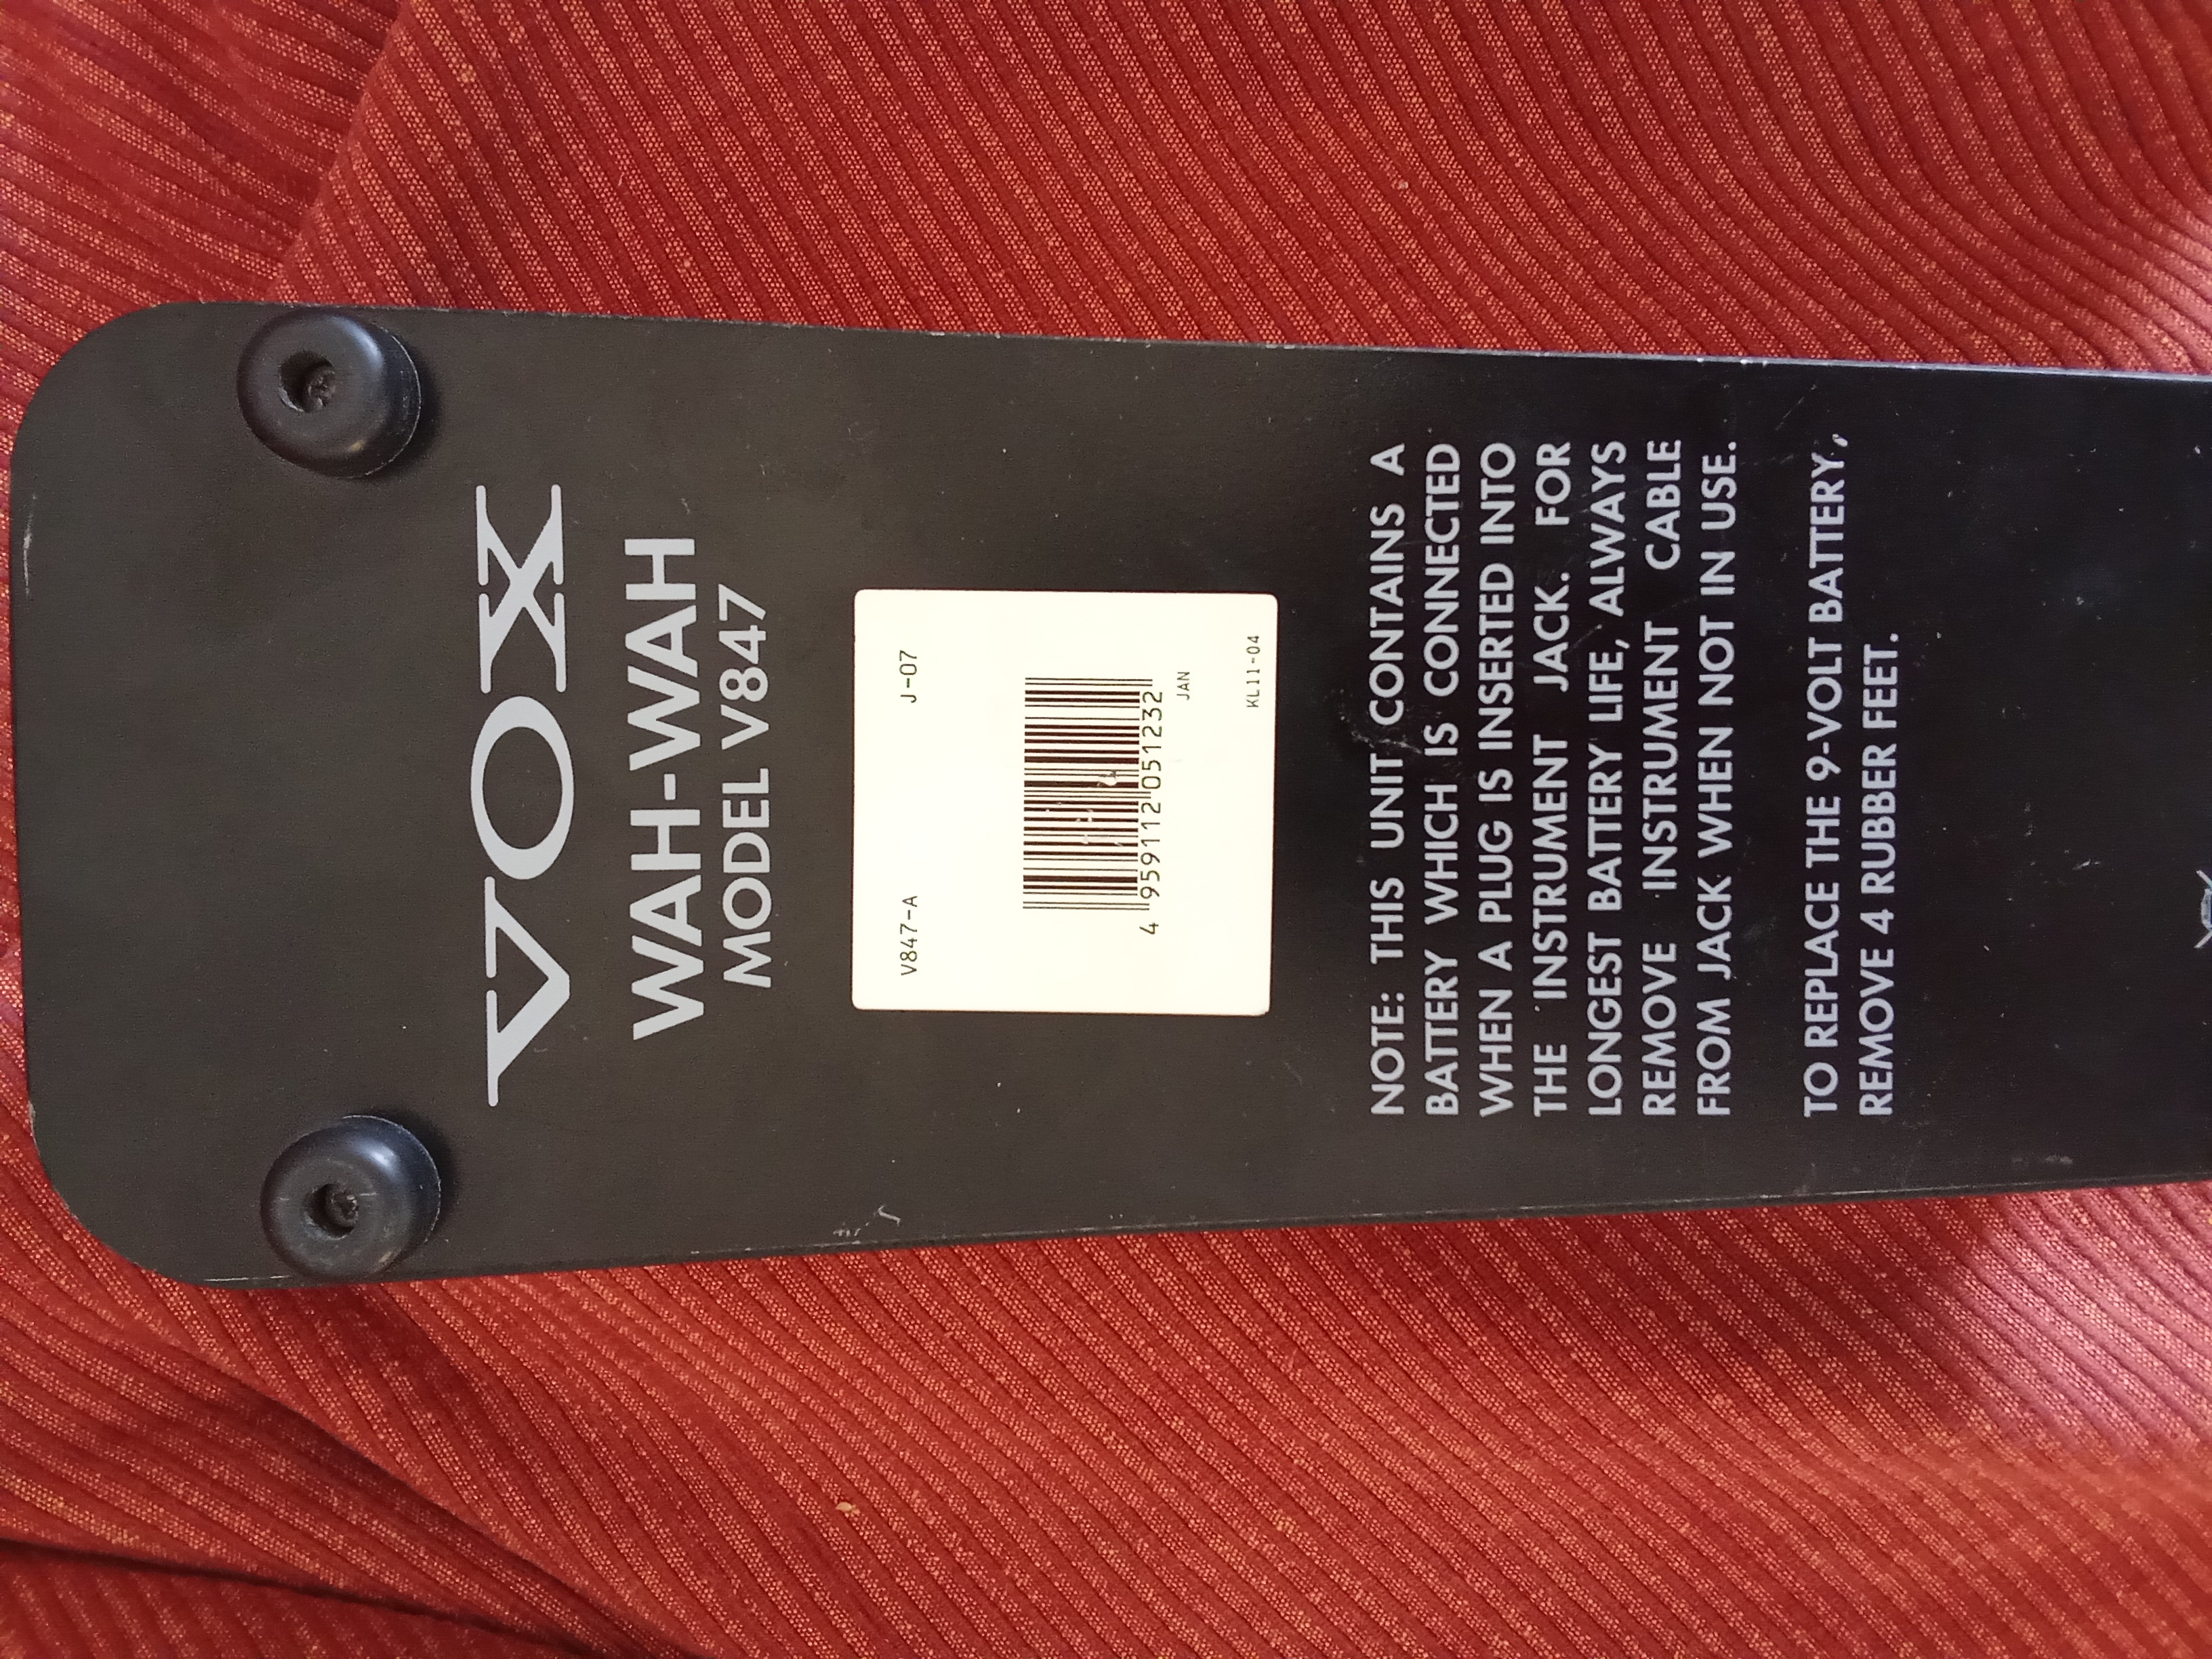 VOX
WAH-WAH
MODEL V847
V847-A J-07
4 959112 051232
JAN
KL11-04
NOTE: THIS UNIT CONTAINS A
BATTERY WHICH IS CONNECTED
WHEN A PLUG IS INSERTED INTO
THE INSTRUMENT JACK. FOR
LONGEST BATTERY LIFE, ALWAYS
REMOVE INSTRUMENT CABLE
FROM JACK WHEN NOT IN USE.
TO REPLACE THE 9-VOLT BATTERY,
REMOVE 4 RUBBER FEET.